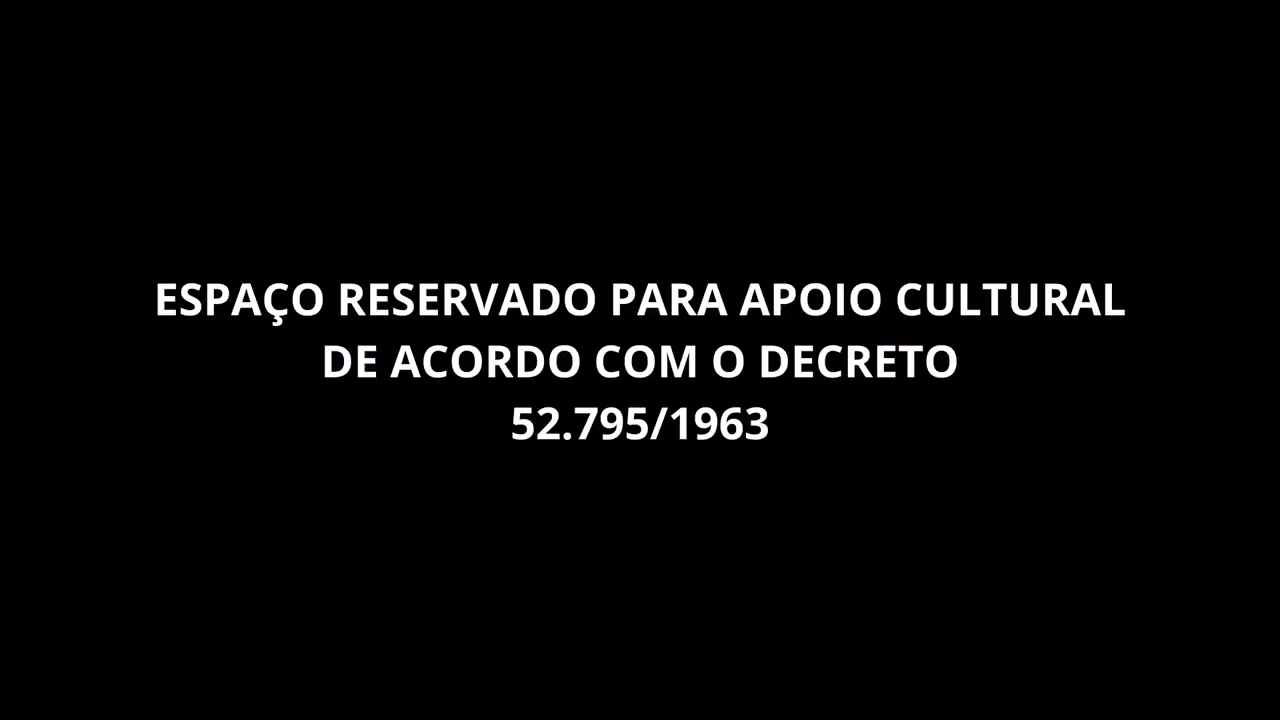 ESPAÇO RESERVADO PARA APOIO CULTURAL
DE ACORDO COM O DECRETO
52.795/1963